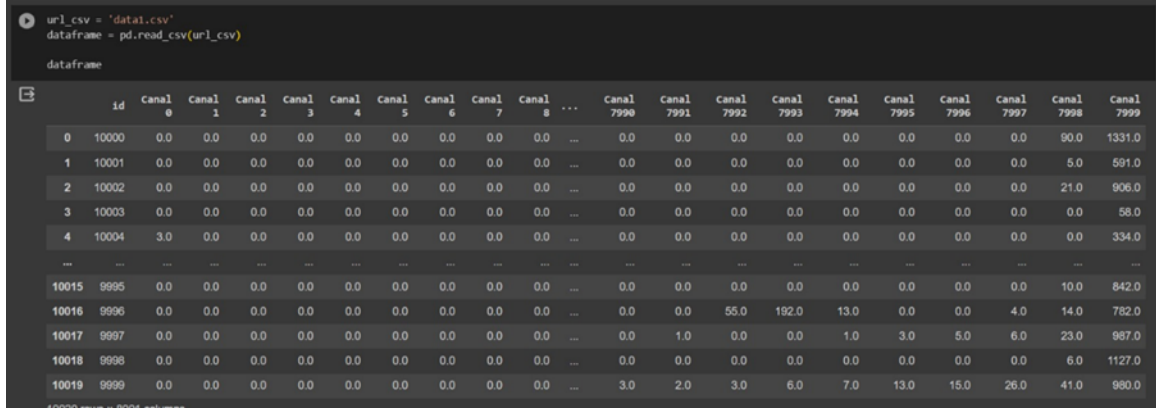 url_csv = 'data1.csv'
dataframe = pd.read_csv(url_csv)
dataframe
id Canal 0 Canal 1 Canal 2 Canal 3 Canal 4 Canal 5 Canal 6 Canal 7 Canal 8 ... Canal 7990 Canal 7991 Canal 7992 Canal 7993 Canal 7994 Canal 7995 Canal 7996 Canal 7997 Canal 7998 Canal 7999
0 10000 0.0 0.0 0.0 0.0 0.0 0.0 0.0 0.0 0.0 ... 0.0 0.0 0.0 0.0 0.0 0.0 0.0 0.0 90.0 1331.0
1 10001 0.0 0.0 0.0 0.0 0.0 0.0 0.0 0.0 0.0 ... 0.0 0.0 0.0 0.0 0.0 0.0 0.0 0.0 5.0 591.0
2 10002 0.0 0.0 0.0 0.0 0.0 0.0 0.0 0.0 0.0 ... 0.0 0.0 0.0 0.0 0.0 0.0 0.0 0.0 21.0 906.0
3 10003 0.0 0.0 0.0 0.0 0.0 0.0 0.0 0.0 0.0 ... 0.0 0.0 0.0 0.0 0.0 0.0 0.0 0.0 0.0 58.0
4 10004 3.0 0.0 0.0 0.0 0.0 0.0 0.0 0.0 0.0 ... 0.0 0.0 0.0 0.0 0.0 0.0 0.0 0.0 0.0 334.0
... ... ... ... ... ... ... ... ... ... ... ... ... ... ... ... ... ... ... ... ... ... ...
10015 9995 0.0 0.0 0.0 0.0 0.0 0.0 0.0 0.0 0.0 ... 0.0 0.0 0.0 0.0 0.0 0.0 0.0 0.0 10.0 842.0
10016 9996 0.0 0.0 0.0 0.0 0.0 0.0 0.0 0.0 0.0 ... 0.0 0.0 55.0 192.0 13.0 0.0 0.0 4.0 14.0 782.0
10017 9997 0.0 0.0 0.0 0.0 0.0 0.0 0.0 0.0 0.0 ... 0.0 1.0 0.0 0.0 1.0 3.0 5.0 6.0 23.0 987.0
10018 9998 0.0 0.0 0.0 0.0 0.0 0.0 0.0 0.0 0.0 ... 0.0 0.0 0.0 0.0 0.0 0.0 0.0 0.0 6.0 1127.0
10019 9999 0.0 0.0 0.0 0.0 0.0 0.0 0.0 0.0 0.0 ... 3.0 2.0 3.0 6.0 7.0 13.0 15.0 26.0 41.0 980.0